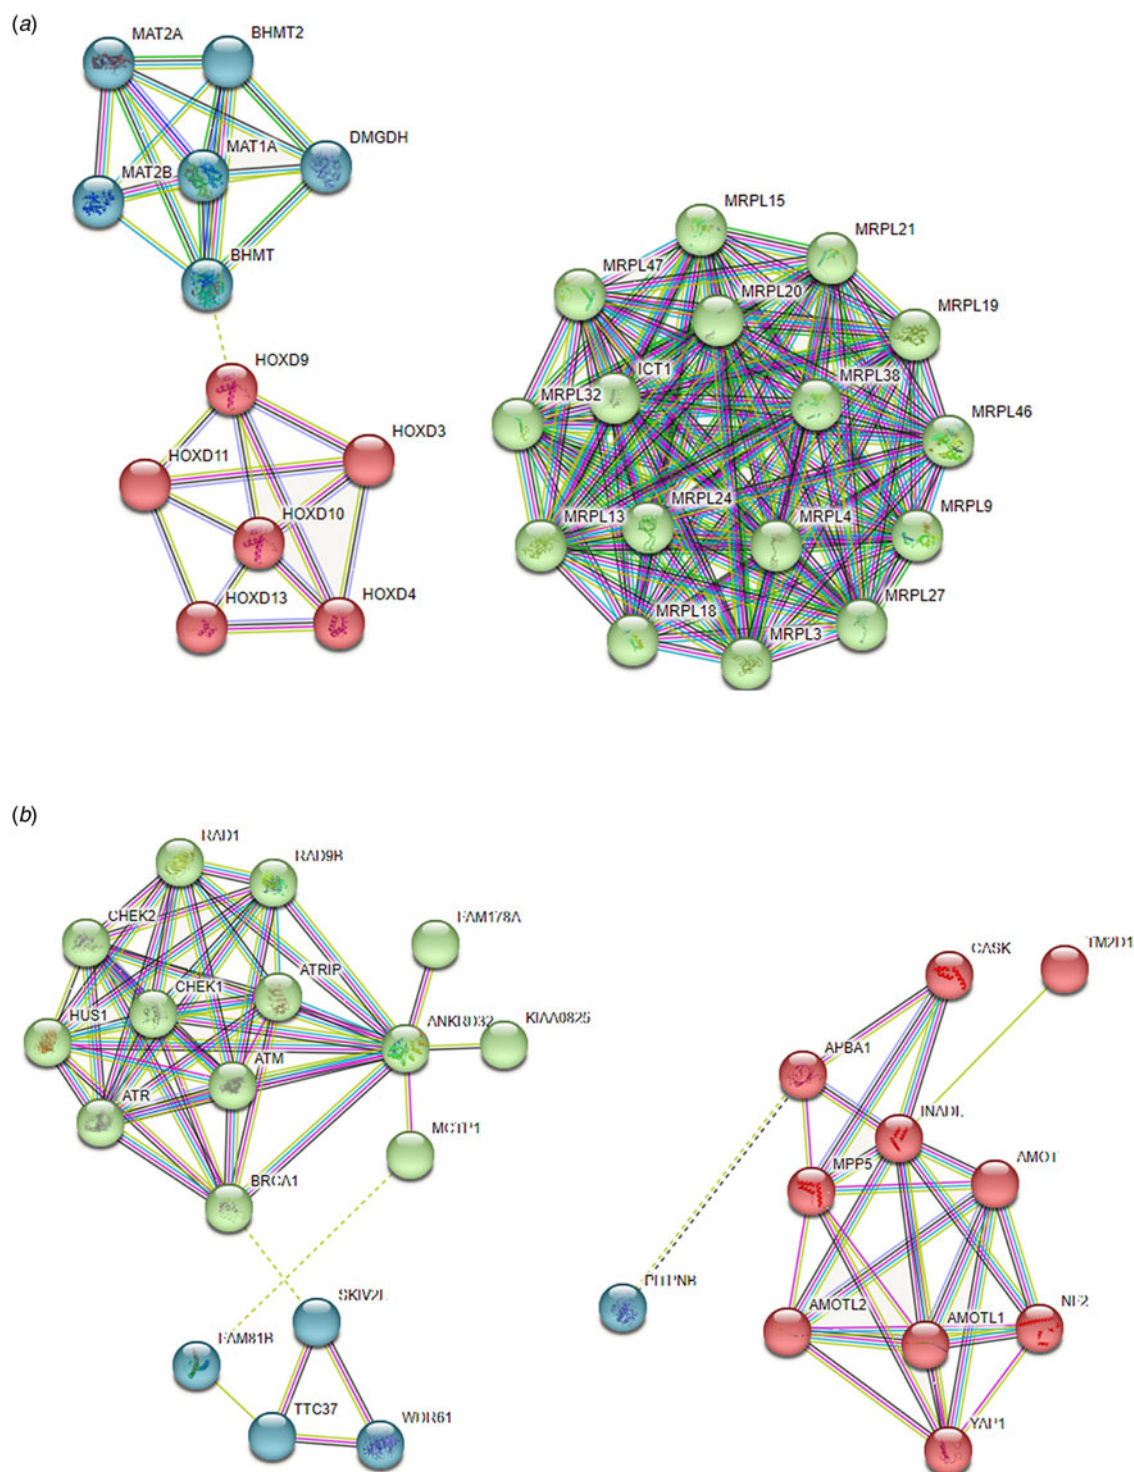 (a)
MAT2A
BHMT2
DMGDH
MAT1A
MAT2B
BHMT
HOXD9
HOXD3
HOXD11
HOXD10
HOXD13
HOXD4
MRPL15
MRPL21
MRPL47
MRPL20
MRPL19
ICT1
MRPL38
MRPL32
MRPL46
MRPL24
MRPL13
MRPL4
MRPL9
MRPL18
MRPL27
MRPL3
(b)
RAD1
RAD9B
CHEK2
FAM178A
ATRIP
CHEK1
HUS1
ANKRD32
KIAA0825
ATM
ATR
MCTP1
BRCA1
SKIV2L
FAM81B
TTC37
WDR61
CASK
TM2D1
APBA1
INADL
MPP5
AMOT
PITPNB
AMOTL2
AMOTL1
NF2
YAP1